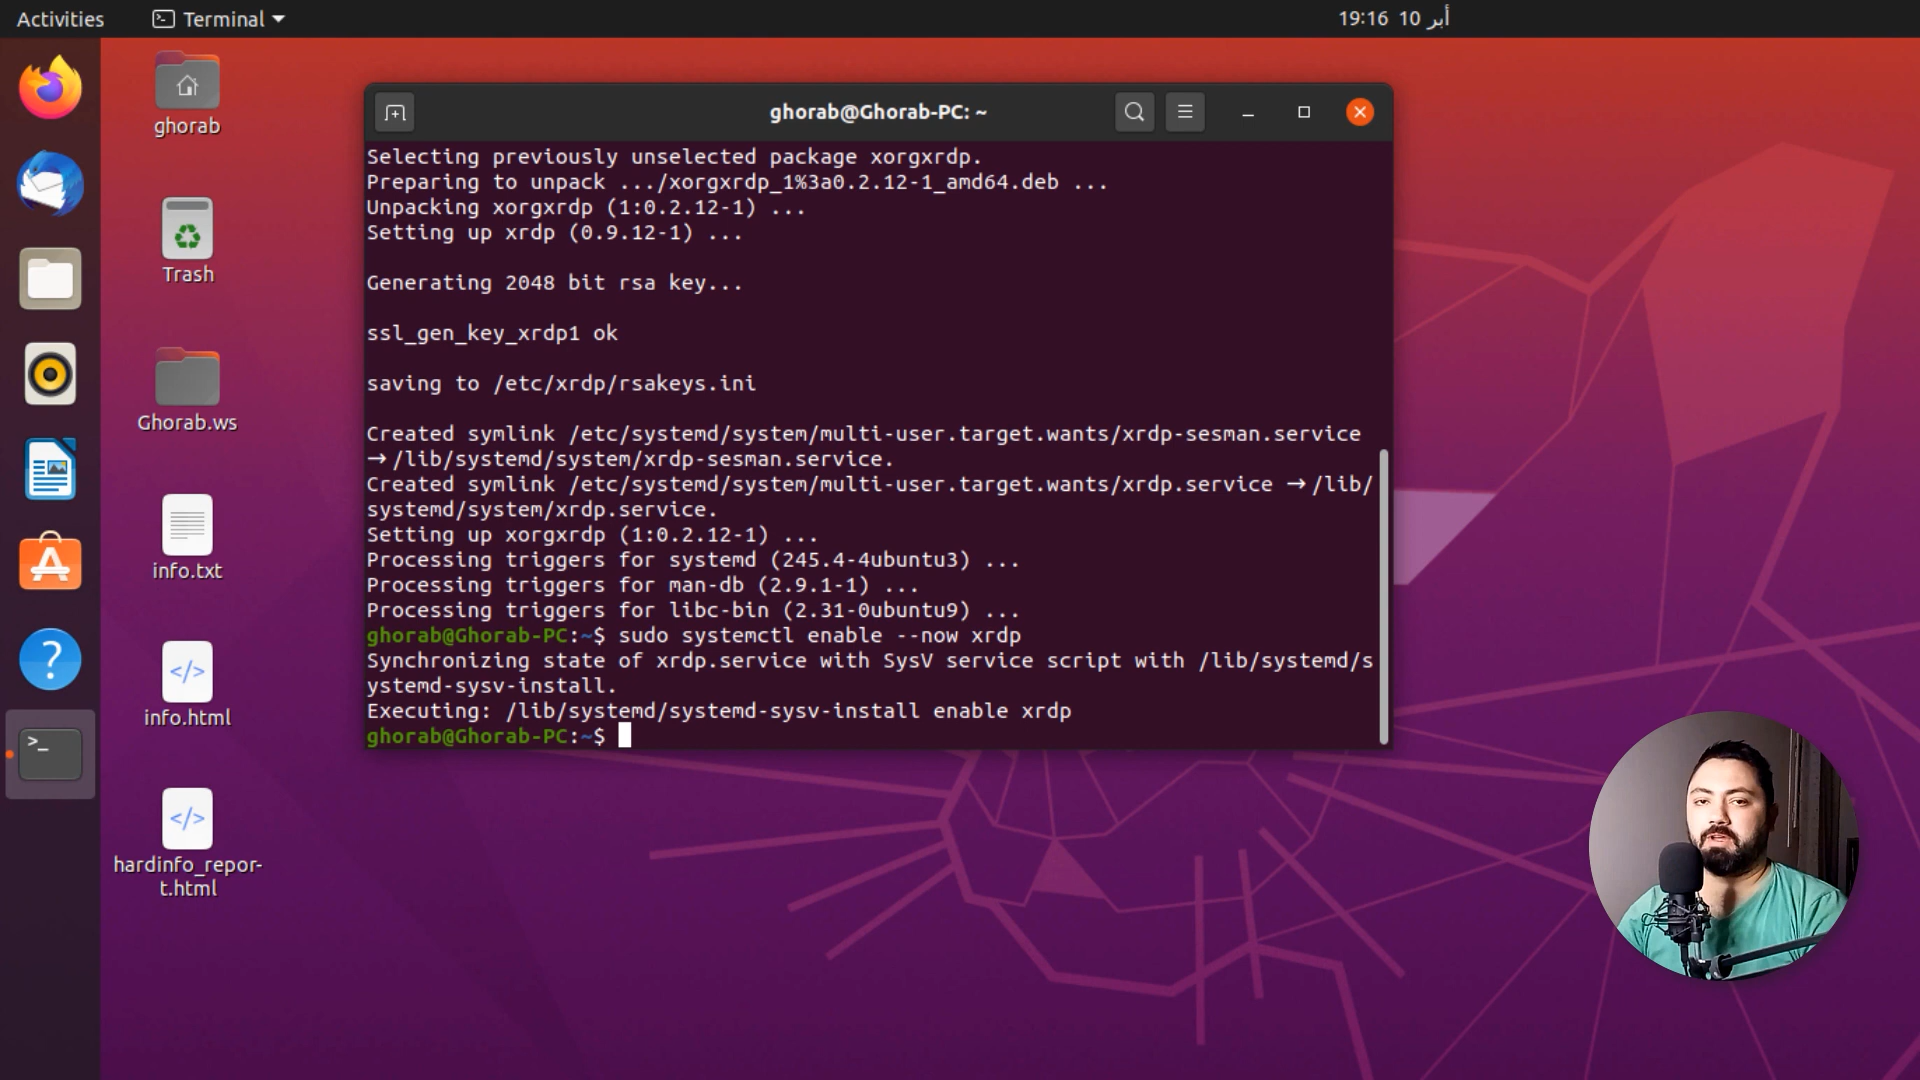 Activities
Terminal
19:16 10 أبر
ghorab
Trash
Ghorab.ws
info.txt
info.html
hardinfo_repor-
t.html
ghorab@Ghorab-PC: ~
Selecting previously unselected package xorgxrdp.
Preparing to unpack .../xorgxrdp_1%3a0.2.12-1_amd64.deb ...
Unpacking xorgxrdp (1:0.2.12-1) ...
Setting up xrdp (0.9.12-1) ...
Generating 2048 bit rsa key...
ssl_gen_key_xrdp1 ok
saving to /etc/xrdp/rsakeys.ini
Created symlink /etc/systemd/system/multi-user.target.wants/xrdp-sesman.service
→ /lib/systemd/system/xrdp-sesman.service.
Created symlink /etc/systemd/system/multi-user.target.wants/xrdp.service → /lib/
systemd/system/xrdp.service.
Setting up xorgxrdp (1:0.2.12-1) ...
Processing triggers for systemd (245.4-4ubuntu3) ...
Processing triggers for man-db (2.9.1-1) ...
Processing triggers for libc-bin (2.31-0ubuntu9) ...
ghorab@Ghorab-PC:~$ sudo systemctl enable --now xrdp
Synchronizing state of xrdp.service with SysV service script with /lib/systemd/s
ystemd-sysv-install.
Executing: /lib/systemd/systemd-sysv-install enable xrdp
ghorab@Ghorab-PC:~$